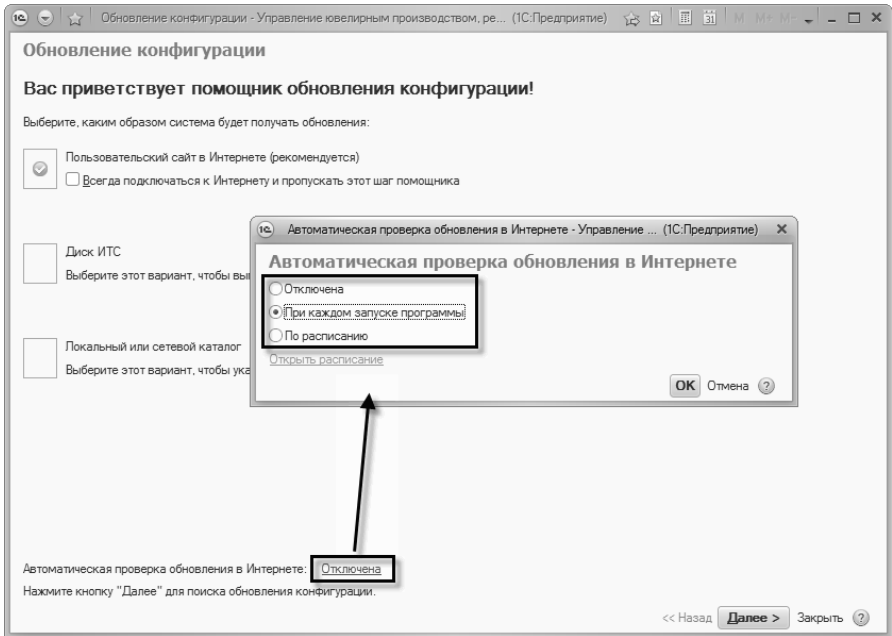 Обновление конфигурации - Управление ювелирным производством, ре... (1С:Предприятие)
31 M M+ M-
Обновление конфигурации
Вас приветствует помощник обновления конфигурации!
Выберите, каким образом система будет получать обновления:
Пользовательский сайт в Интернете (рекомендуется)
Всегда подключаться к Интернету и пропускать этот шаг помощника
Диск ИТС
Выберите этот вариант, чтобы вы
Локальный или сетевой каталог
Выберите этот вариант, чтобы ука
Автоматическая проверка обновления в Интернете - Управление ... (1С:Предприятие)
Автоматическая проверка обновления в Интернете
Отключена
При каждом запуске программы
По расписанию
Открыть расписание
OK Отмена ?
Автоматическая проверка обновления в Интернете: Отключена
Нажмите кнопку "Далее" для поиска обновления конфигурации.
<< Назад Далее > Закрыть ?